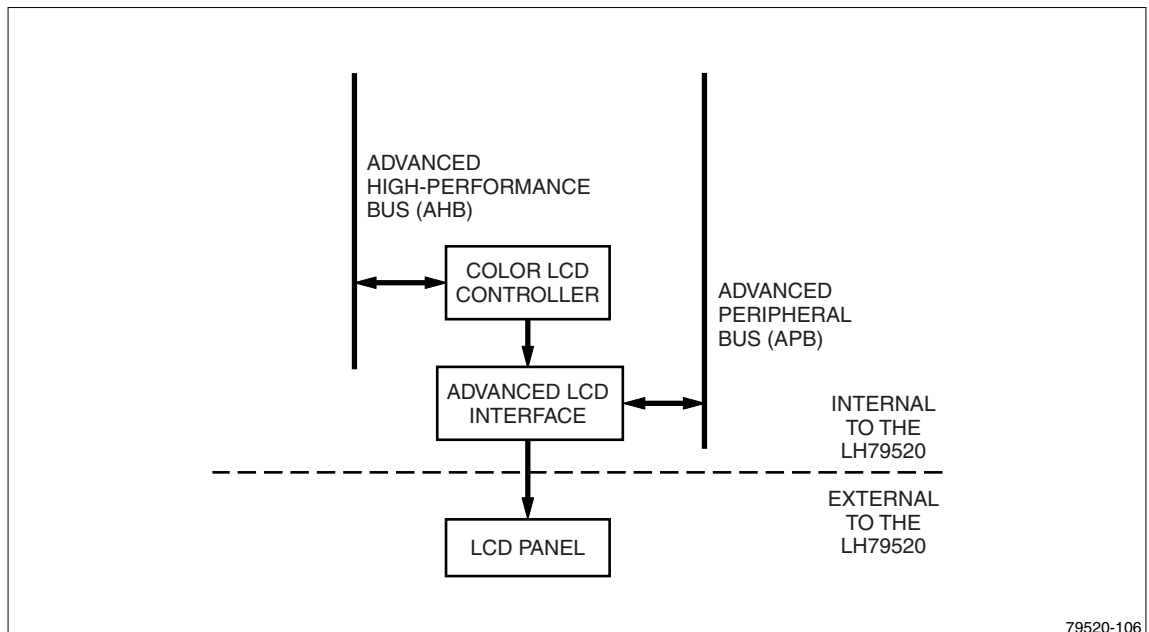 ADVANCED
HIGH-PERFORMANCE
BUS (AHB)
COLOR LCD
CONTROLLER
ADVANCED
PERIPHERAL
BUS (APB)
ADVANCED LCD
INTERFACE
INTERNAL
TO THE
LH79520
EXTERNAL
TO THE
LH79520
LCD PANEL
79520-106